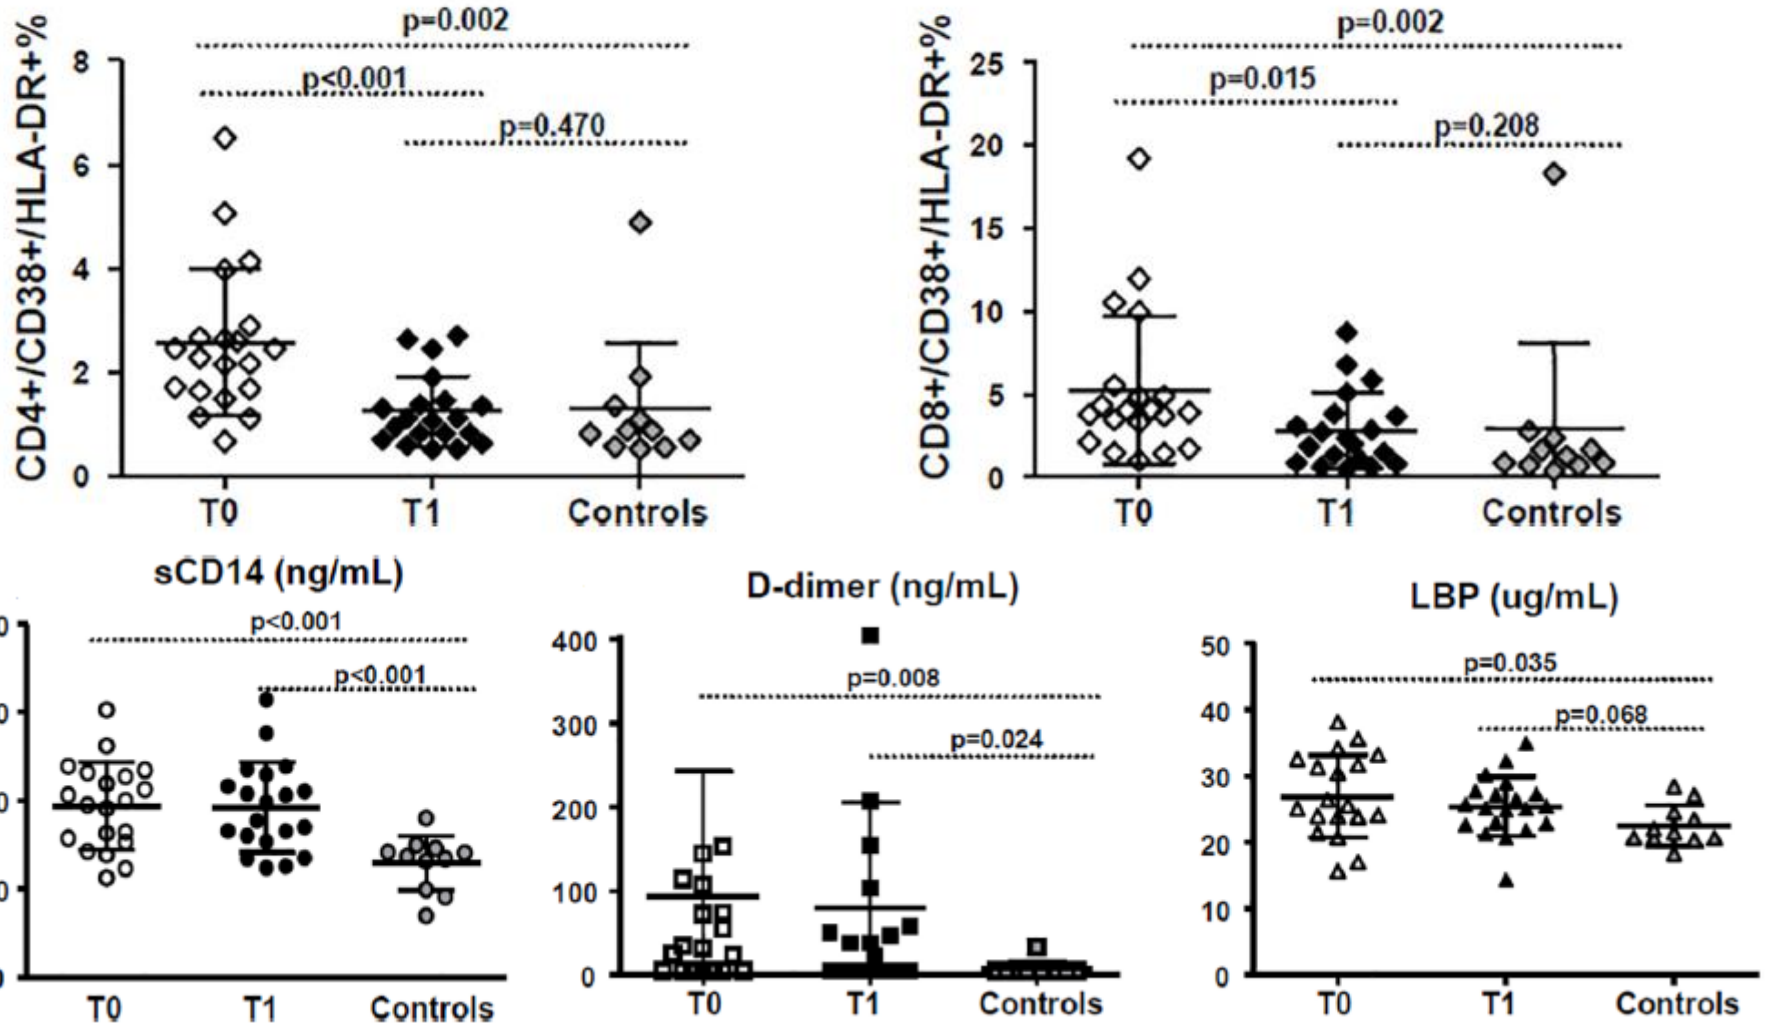 p=0.002
p<0.001
p=0.470
CD4+/CD38+/HLA-DR+%
8
6
4
2
0
T0 T1 Controls
p=0.002
p=0.015
p=0.208
CD8+/CD38+/HLA-DR+%
25
20
15
10
5
0
T0 T1 Controls
sCD14 (ng/mL)
p<0.001
p<0.001
T0 T1 Controls
D-dimer (ng/mL)
p=0.008
p=0.024
400
300
200
100
0
T0 T1 Controls
LBP (ug/mL)
p=0.035
p=0.068
50
40
30
20
10
0
T0 T1 Controls